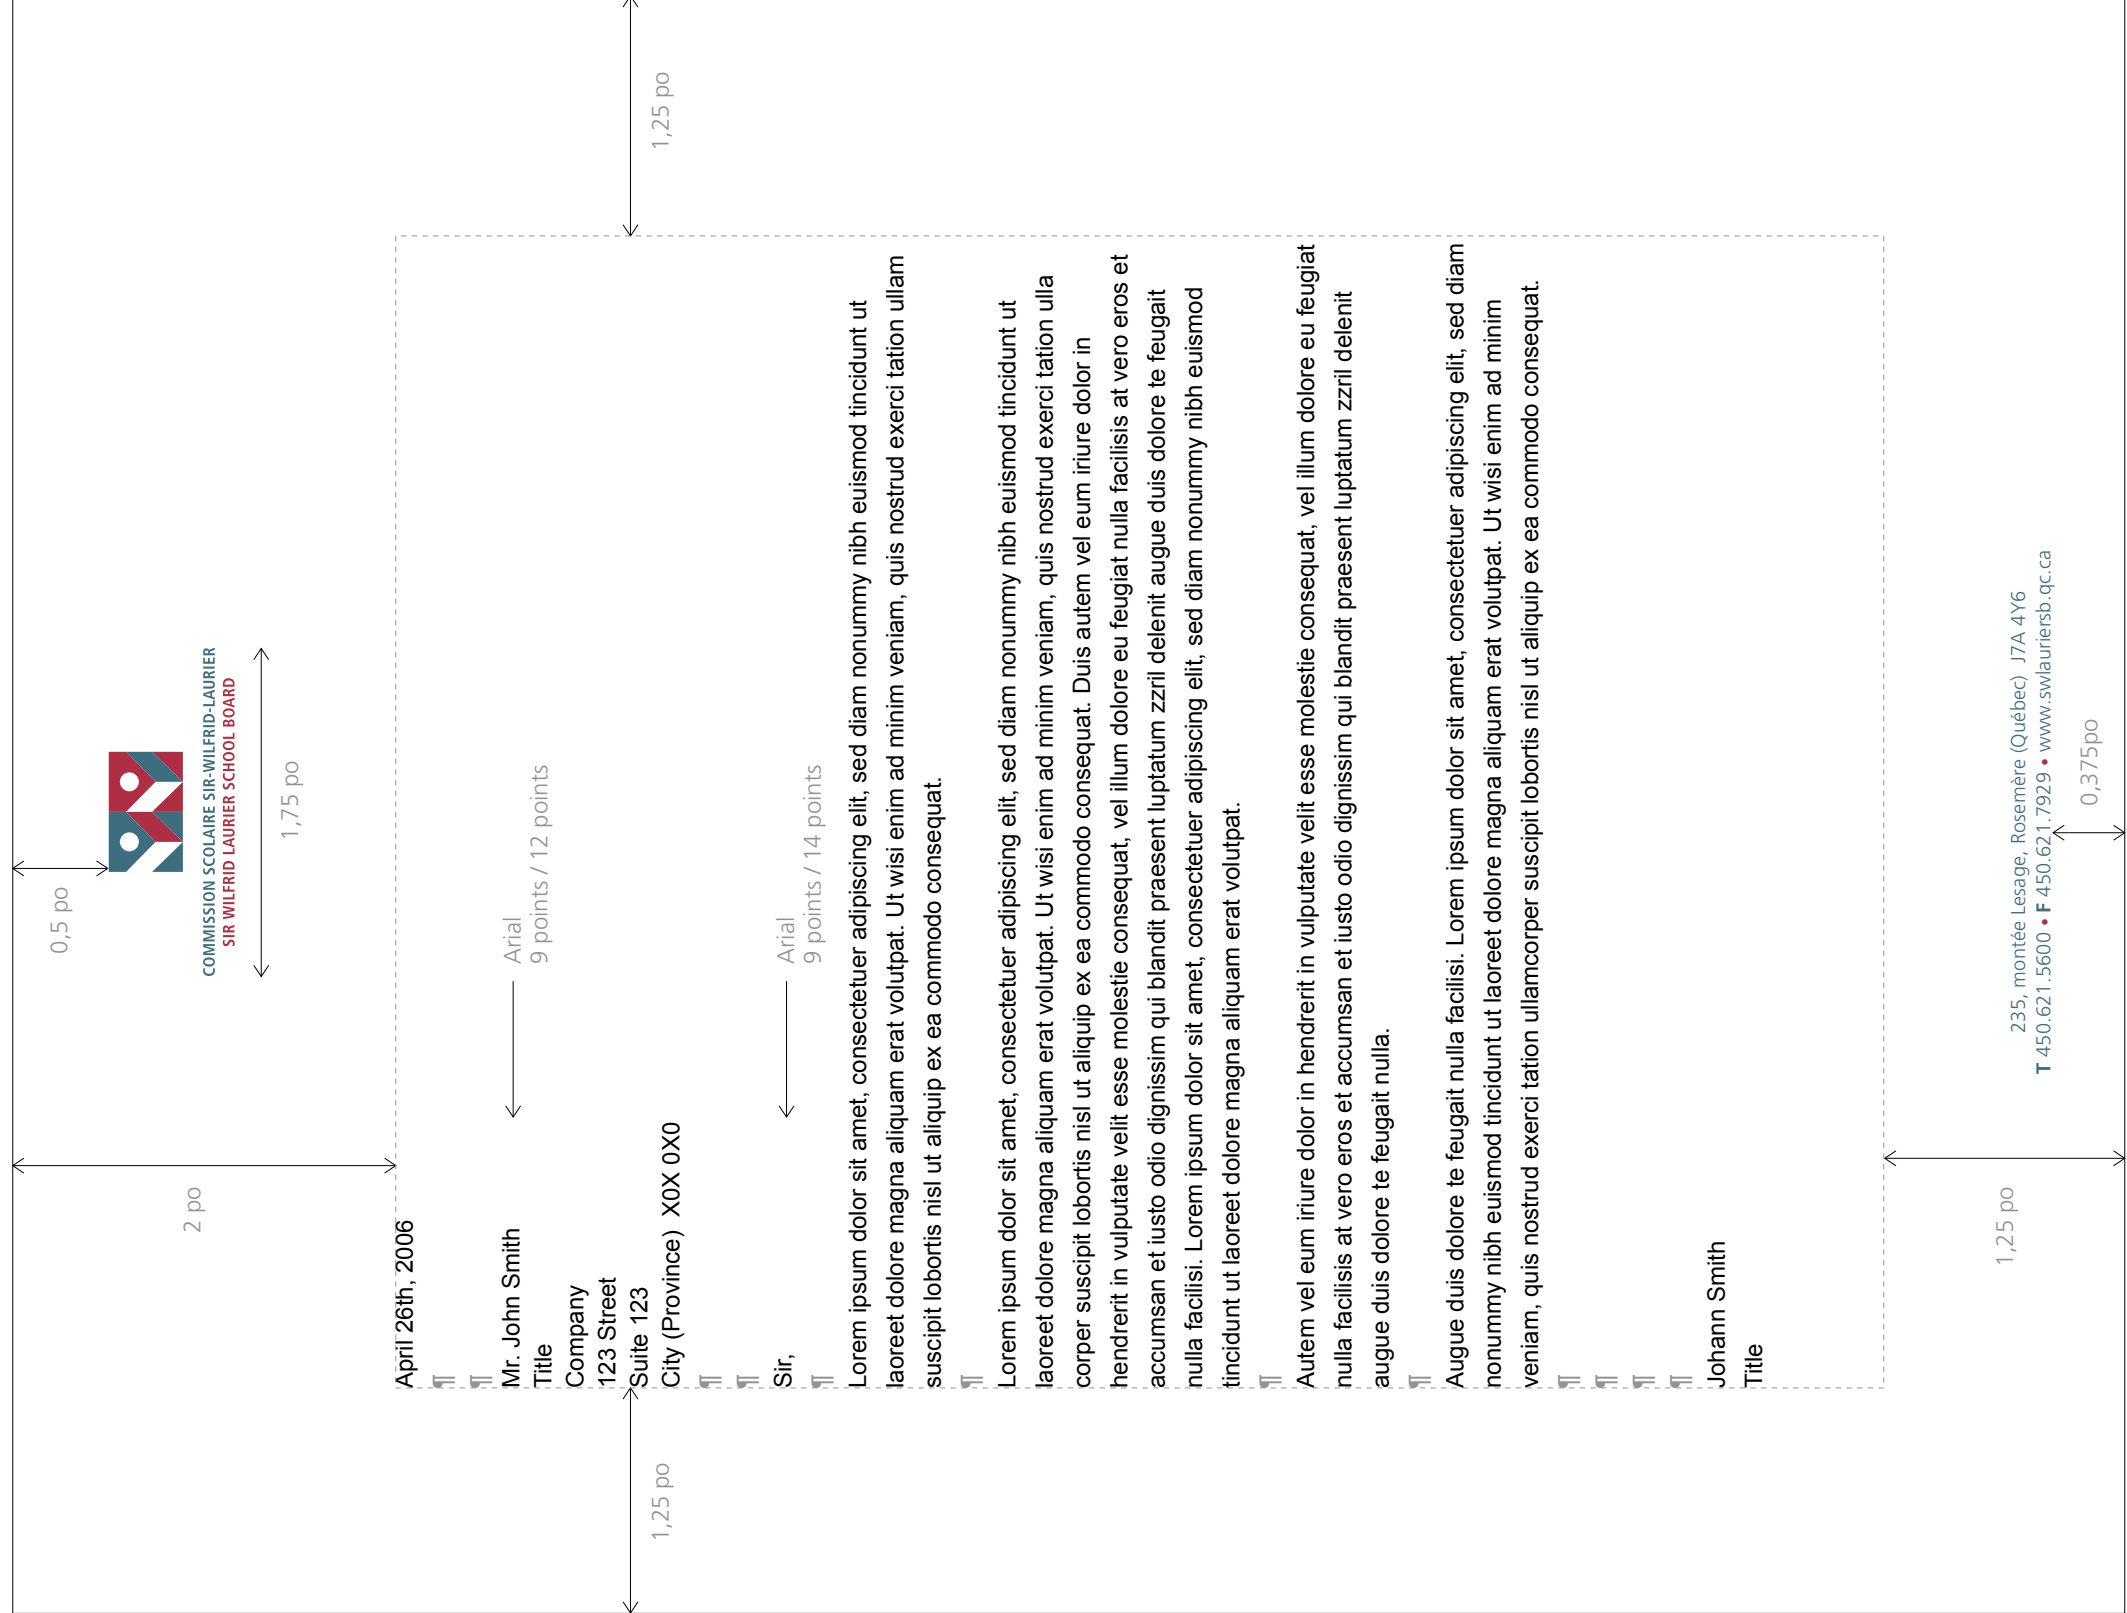 0,5 po
COMMISSION SCOLAIRE SIR-WILFRID-LAURIER
SIR WILFRID LAURIER SCHOOL BOARD
1,75 po
2 po
April 26th, 2006
¶
¶
Mr. John Smith
Title
Company
123 Street
Suite 123
City (Province)  X0X 0X0
Arial
9 points / 12 points
1,25 po
1,25 po
¶
¶
Sir,
Arial
9 points / 14 points
¶
Lorem ipsum dolor sit amet, consectetuer adipiscing elit, sed diam nonummy nibh euismod tincidunt ut
laoreet dolore magna aliquam erat volutpat. Ut wisi enim ad minim veniam, quis nostrud exerci tation ullam
suscipit lobortis nisl ut aliquip ex ea commodo consequat.
¶
Lorem ipsum dolor sit amet, consectetuer adipiscing elit, sed diam nonummy nibh euismod tincidunt ut
laoreet dolore magna aliquam erat volutpat. Ut wisi enim ad minim veniam, quis nostrud exerci tation ulla
corper suscipit lobortis nisl ut aliquip ex ea commodo consequat. Duis autem vel eum iriure dolor in
hendrerit in vulputate velit esse molestie consequat, vel illum dolore eu feugiat nulla facilisis at vero eros et
accumsan et iusto odio dignissim qui blandit praesent luptatum zzril delenit augue duis dolore te feugait
nulla facilisi. Lorem ipsum dolor sit amet, consectetuer adipiscing elit, sed diam nonummy nibh euismod
tincidunt ut laoreet dolore magna aliquam erat volutpat.
¶
Autem vel eum iriure dolor in hendrerit in vulputate velit esse molestie consequat, vel illum dolore eu feugiat
nulla facilisis at vero eros et accumsan et iusto odio dignissim qui blandit praesent luptatum zzril delenit
augue duis dolore te feugait nulla.
¶
Augue duis dolore te feugait nulla facilisi. Lorem ipsum dolor sit amet, consectetuer adipiscing elit, sed diam
nonummy nibh euismod tincidunt ut laoreet dolore magna aliquam erat volutpat. Ut wisi enim ad minim
veniam, quis nostrud exerci tation ullamcorper suscipit lobortis nisl ut aliquip ex ea commodo consequat.
¶
¶
¶
¶
Johann Smith
Title
1,25 po
235, montée Lesage, Rosemère (Québec)  J7A 4Y6
T 450.621.5600 • F 450.621.7929 • www.swlauriersb.qc.ca
0,375po